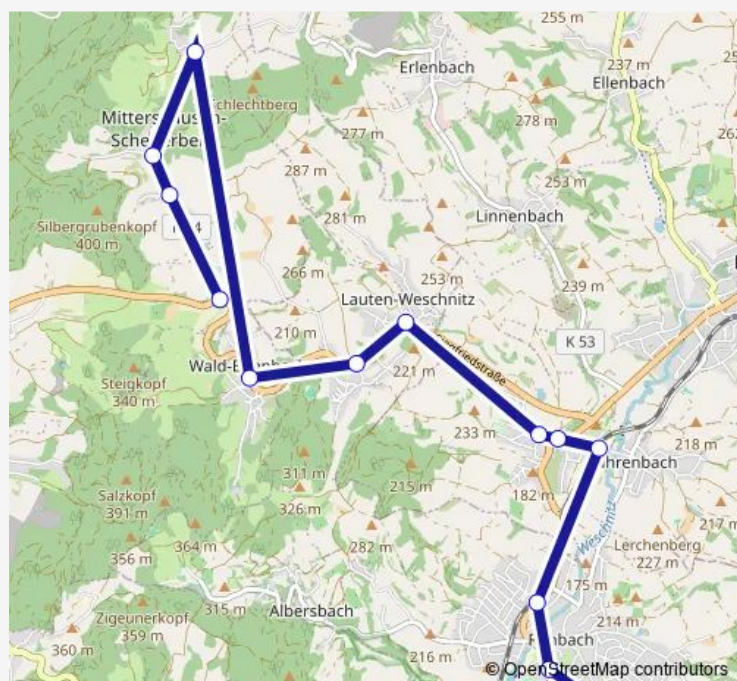 255 m
237 m
Erlenbach
Ellenbach
278 m
277 m
287 m
253 m
Linnenbach
Silbergrubenkopf
400 m
281 m
266 m
253 m
239 m
Lauten-Weschnitz
210 m
K 53
Siegfriedstraße
221 m
Steigkopf
340 m
233 m
218 m
311 m
326 m
215 m
182 m
Salzkopf
391 m
364 m
356 m
282 m
Weschnitz
Lerchenberg
227 m
217 m
175 m
315 m
Albersbach
Zigeunerkopf
359 m
360 m
214 m
216 m
© OpenStreetMap contributors